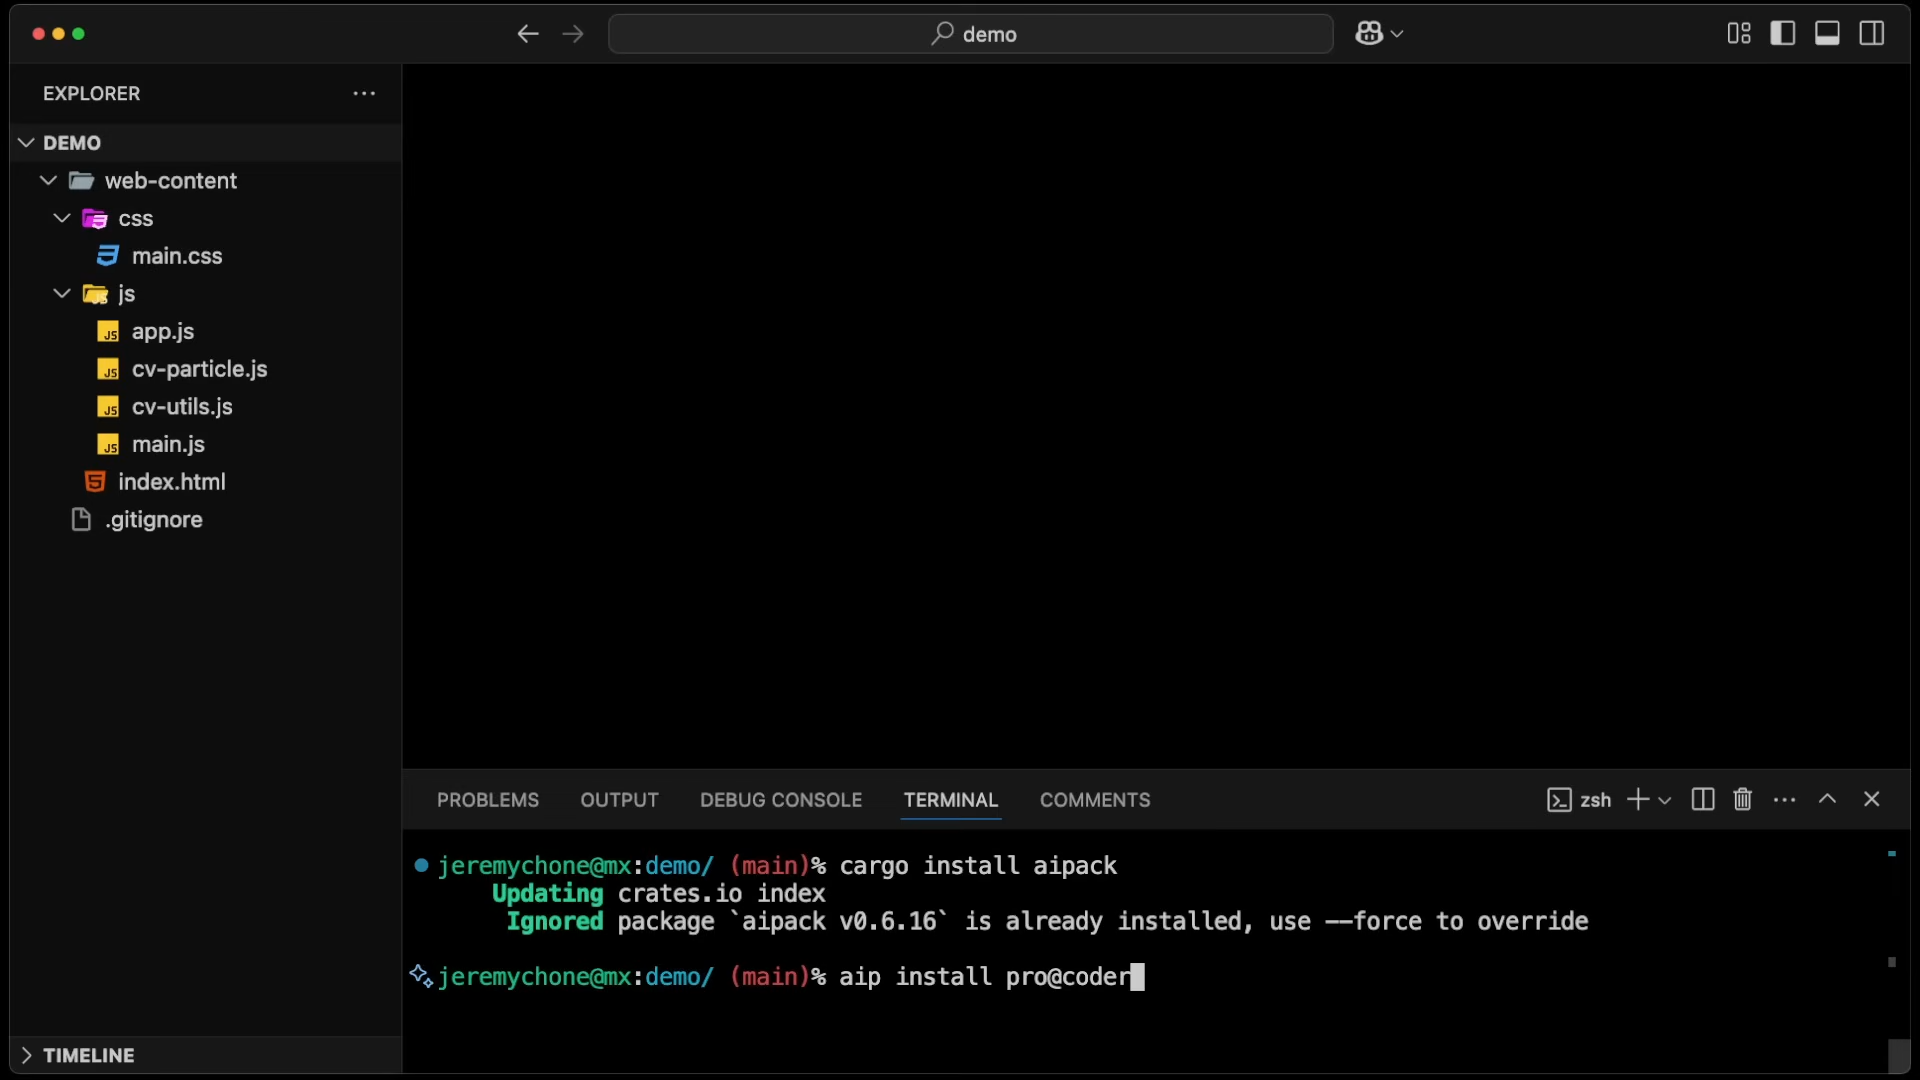 demo
EXPLORER
DEMO
web-content
css
main.css
js
app.js
cv-particle.js
cv-utils.js
main.js
index.html
.gitignore
TIMELINE
PROBLEMS OUTPUT DEBUG CONSOLE TERMINAL COMMENTS zsh
jeremychone@mx:demo/ (main)% cargo install aipack
Updating crates.io index
Ignored package `aipack v0.6.16` is already installed, use --force to override
jeremychone@mx:demo/ (main)% aip install pro@coder